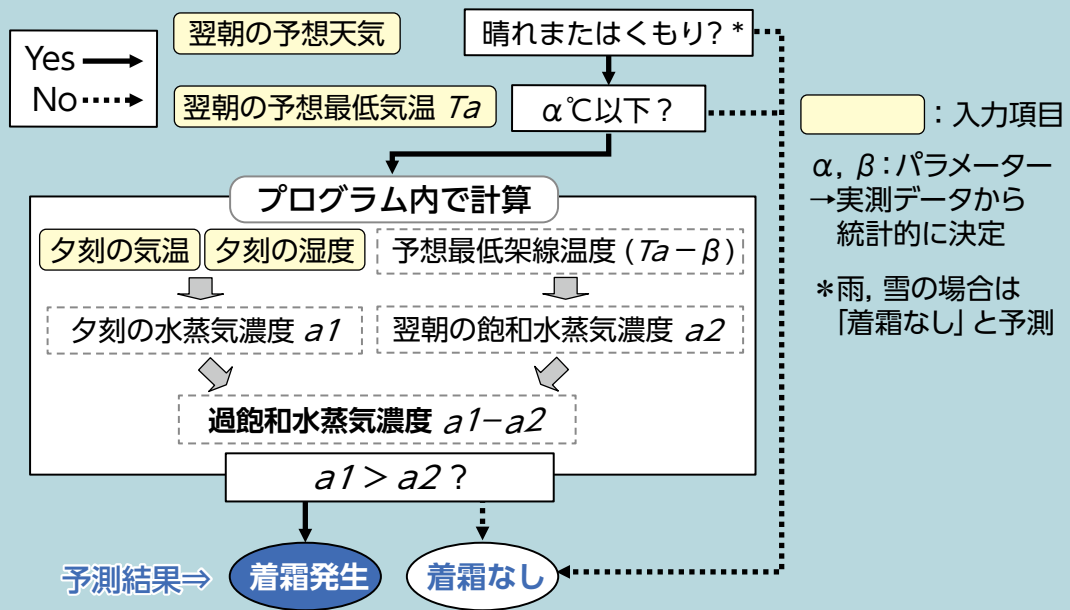 Yes
No
翌朝の予想天気
晴れまたはくもり？*
翌朝の予想最低気温 Ta
α℃以下？
：入力項目
α, β：パラメーター
→実測データから
統計的に決定
*雨, 雪の場合は
「着霜なし」と予測
プログラム内で計算
夕刻の気温
夕刻の湿度
予想最低架線温度 (Ta－β)
夕刻の水蒸気濃度 a1
翌朝の飽和水蒸気濃度 a2
過飽和水蒸気濃度 a1−a2
a1＞a2？
予測結果⇒
着霜発生
着霜なし